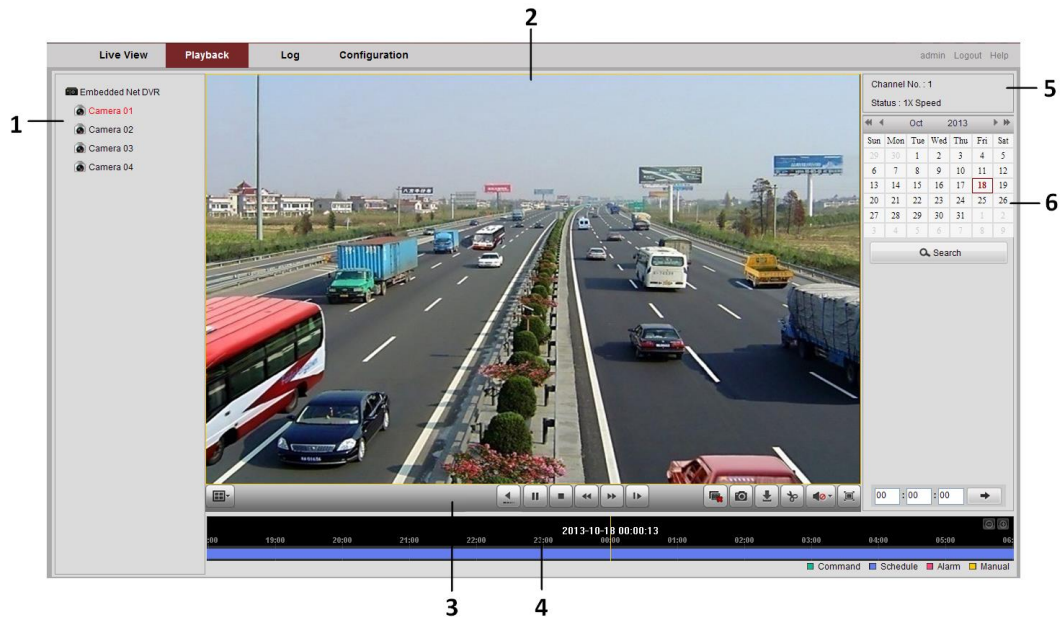 2
Live View Playback Log Configuration admin Logout Help
Embedded Net DVR
Camera 01
Camera 02
Camera 03
Camera 04
1
Channel No. : 1
Status : 1X Speed
5
Oct 2013
Sun Mon Tue Wed Thu Fri Sat
29 30 1 2 3 4 5
6 7 8 9 10 11 12
13 14 15 16 17 18 19
20 21 22 23 24 25 26
27 28 29 30 31 1 2
3 4 5 6 7 8 9
6
Search
00 : 00 : 00
2013-10-18 00:00:13
:00 19:00 20:00 21:00 22:00 23:00 00:00 01:00 02:00 03:00 04:00 05:00 06:
Command Schedule Alarm Manual
3 4